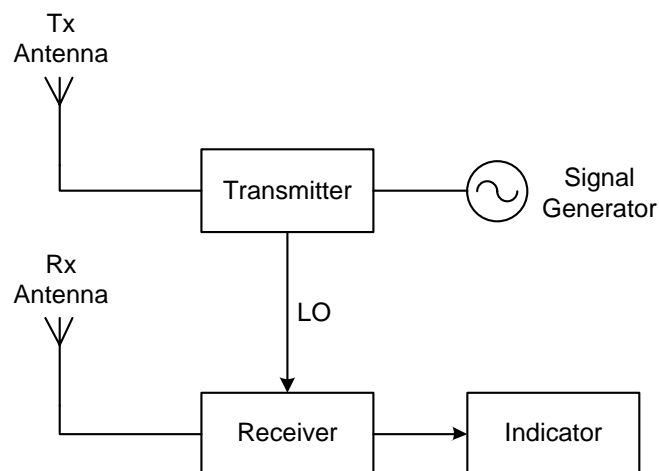 Tx
Antenna
Transmitter
Signal
Generator
Rx
Antenna
LO
Receiver
Indicator